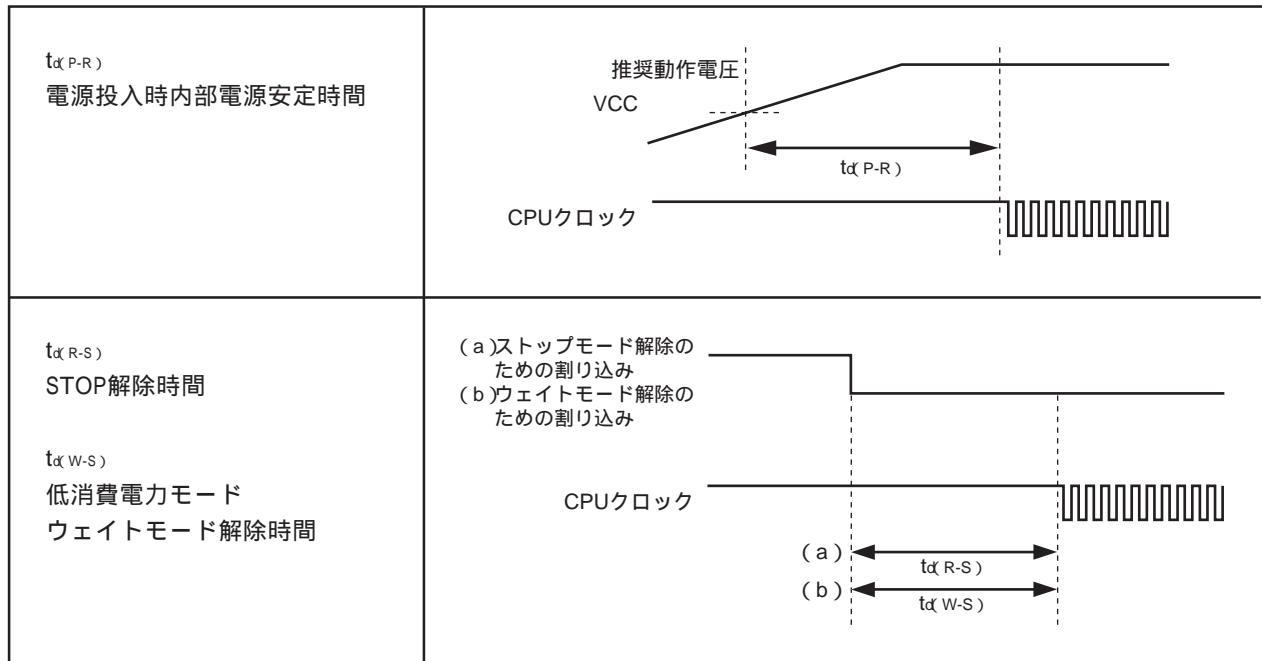 td(P-R)
電源投入時内部電源安定時間
推奨動作電圧
VCC
td(P-R)
CPUクロック
td(R-S)
STOP解除時間
td(W-S)
低消費電力モード
ウェイトモード解除時間
(a)ストップモード解除の
ための割り込み
(b)ウェイトモード解除の
ための割り込み
CPUクロック
(a)
td(R-S)
(b)
td(W-S)